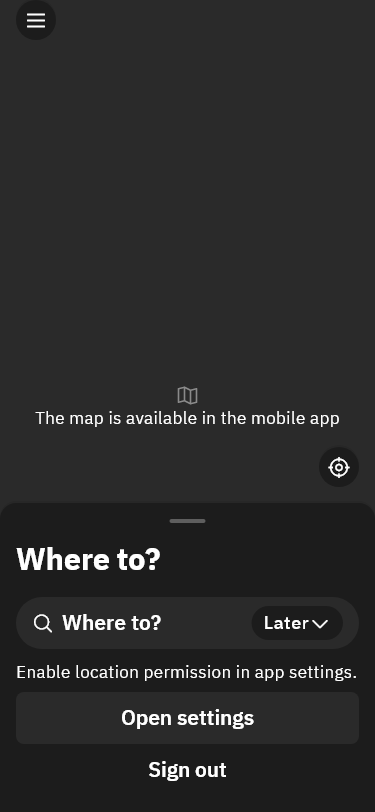 The map is available in the mobile app
Where to?
Where to?
Later
Enable location permission in app settings.
Open settings
Sign out